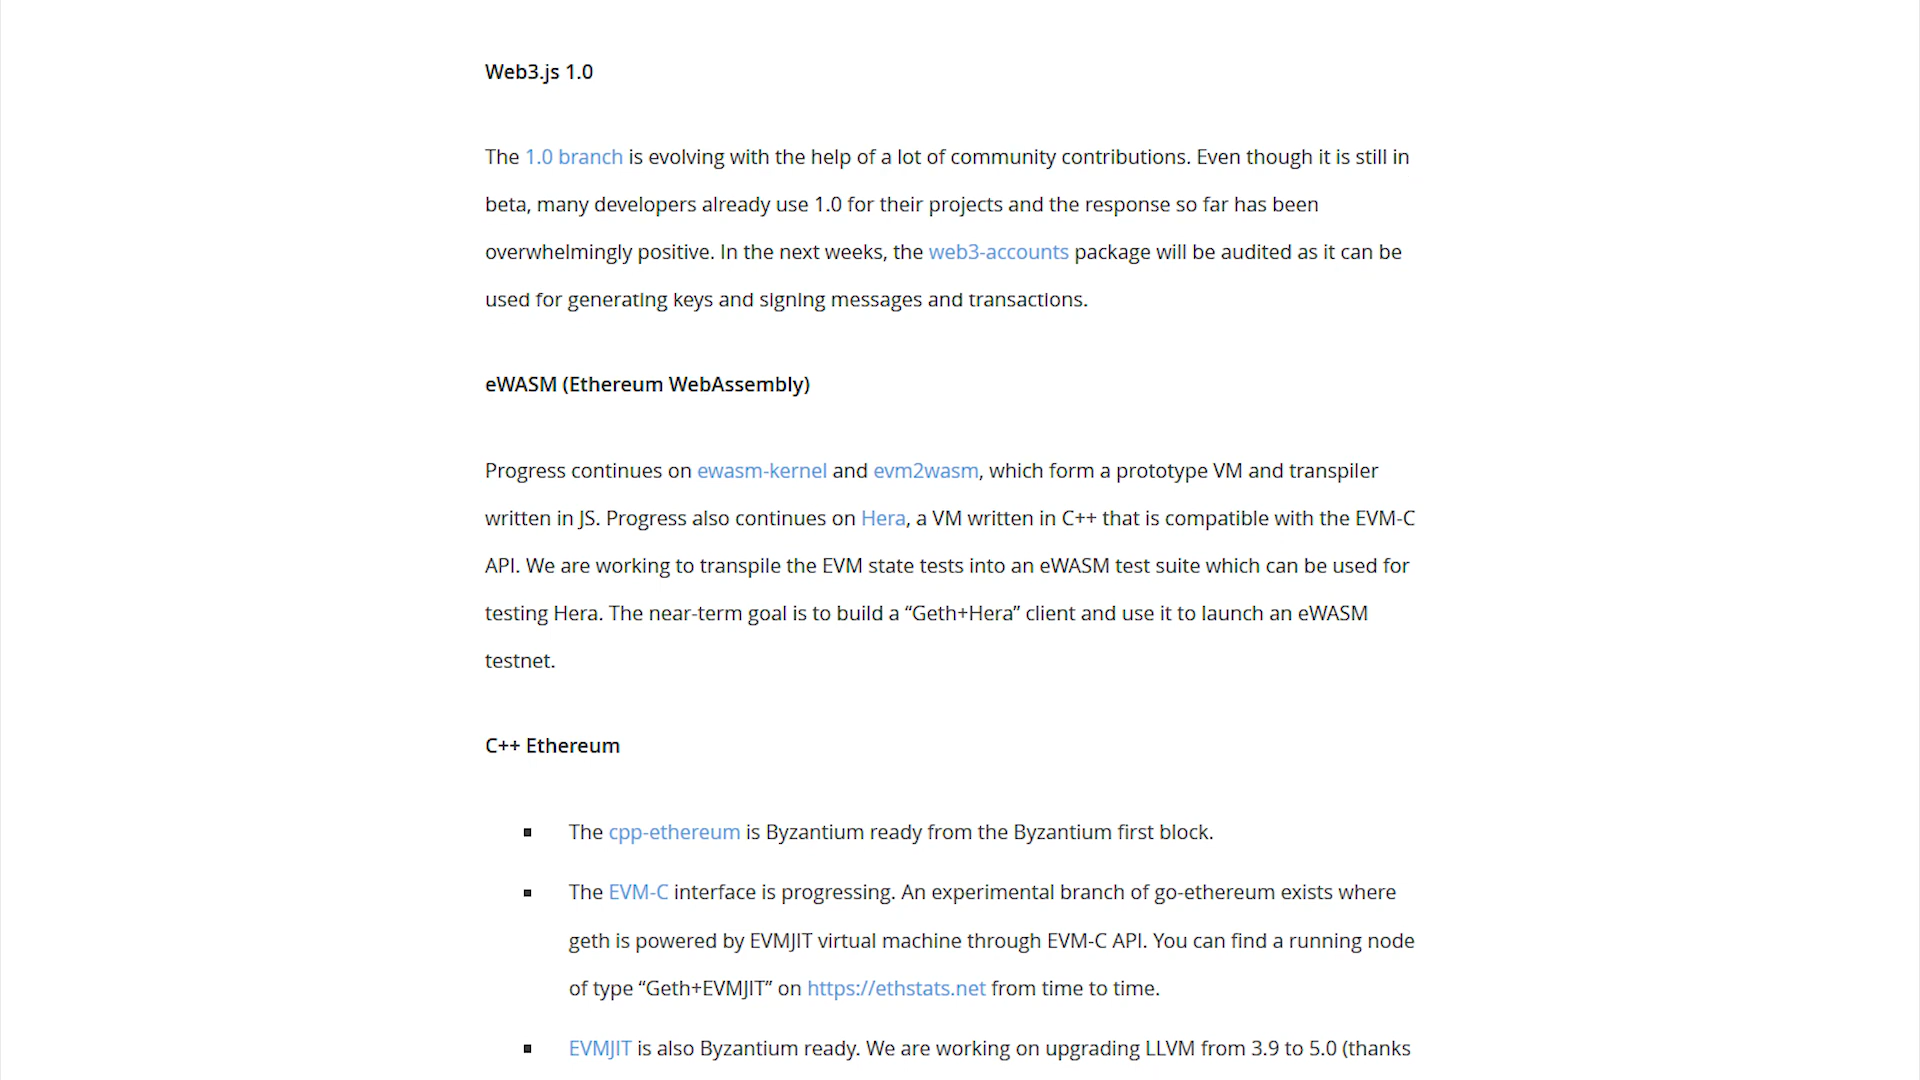 Web3.js 1.0
The 1.0 branch is evolving with the help of a lot of community contributions. Even though it is still in
beta, many developers already use 1.0 for their projects and the response so far has been
overwhelmingly positive. In the next weeks, the web3-accounts package will be audited as it can be
used for generating keys and signing messages and transactions.
eWASM (Ethereum WebAssembly)
Progress continues on ewasm-kernel and evm2wasm, which form a prototype VM and transpiler
written in JS. Progress also continues on Hera, a VM written in C++ that is compatible with the EVM-C
API. We are working to transpile the EVM state tests into an eWASM test suite which can be used for
testing Hera. The near-term goal is to build a “Geth+Hera” client and use it to launch an eWASM
testnet.
C++ Ethereum
▪ The cpp-ethereum is Byzantium ready from the Byzantium first block.
▪ The EVM-C interface is progressing. An experimental branch of go-ethereum exists where
geth is powered by EVMJIT virtual machine through EVM-C API. You can find a running node
of type “Geth+EVMJIT” on https://ethstats.net from time to time.
▪ EVMJIT is also Byzantium ready. We are working on upgrading LLVM from 3.9 to 5.0 (thanks